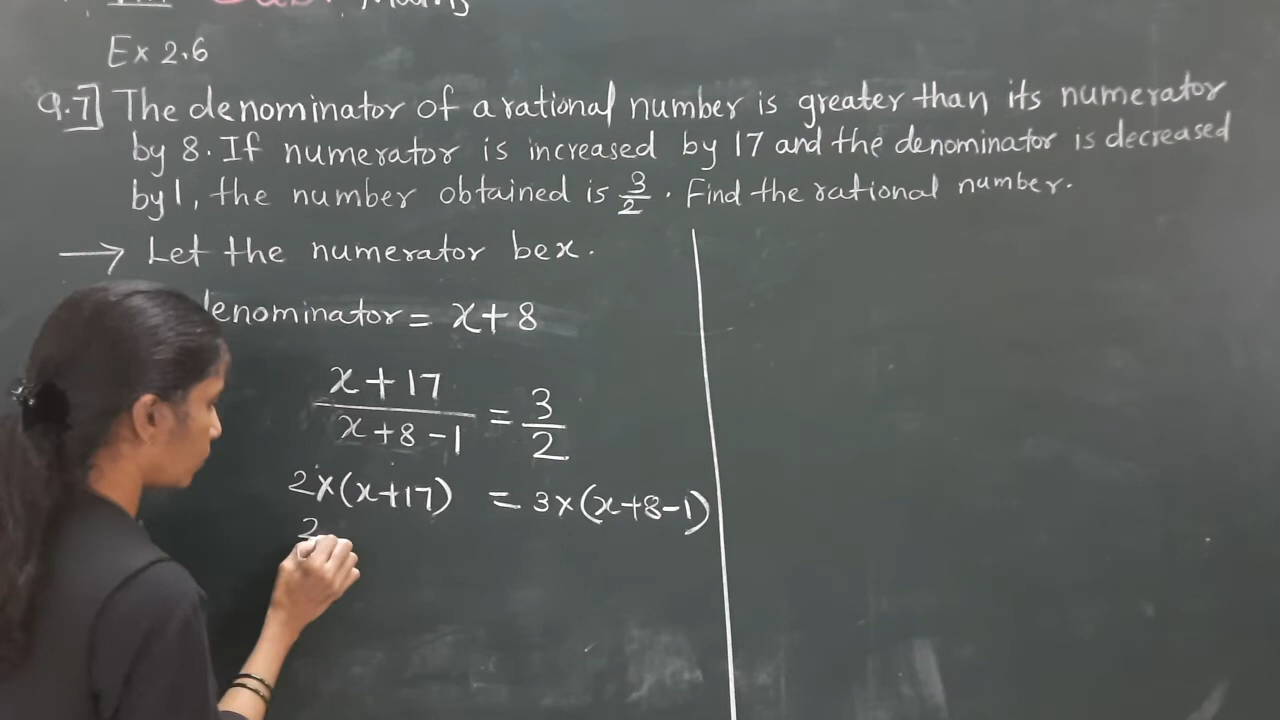 Maths
Ex 2.6
Q.7] The denominator of a rational number is greater than its numerator
by 8. If numerator is increased by 17 and the denominator is decreased
by 1, the number obtained is 3/2. Find the rational number.
→ Let the numerator be x.
denominator = x+8
x+17 / x+8-1 = 3/2
2×(x+17) = 3×(x+8-1)
2